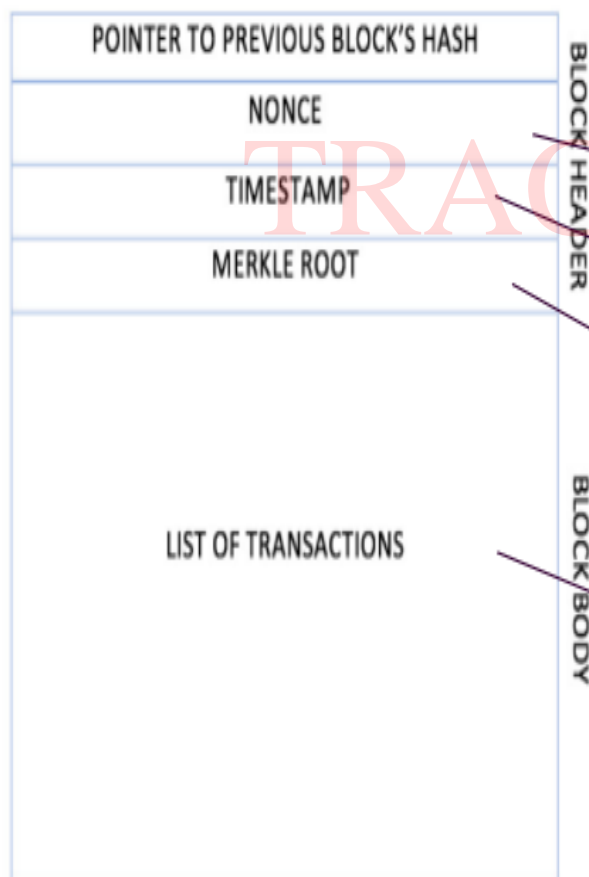 POINTER TO PREVIOUS BLOCK'S HASH
NONCE
TIMESTAMP
MERKLE ROOT
BLOCK HEADER
LIST OF TRANSACTIONS
BLOCK BODY